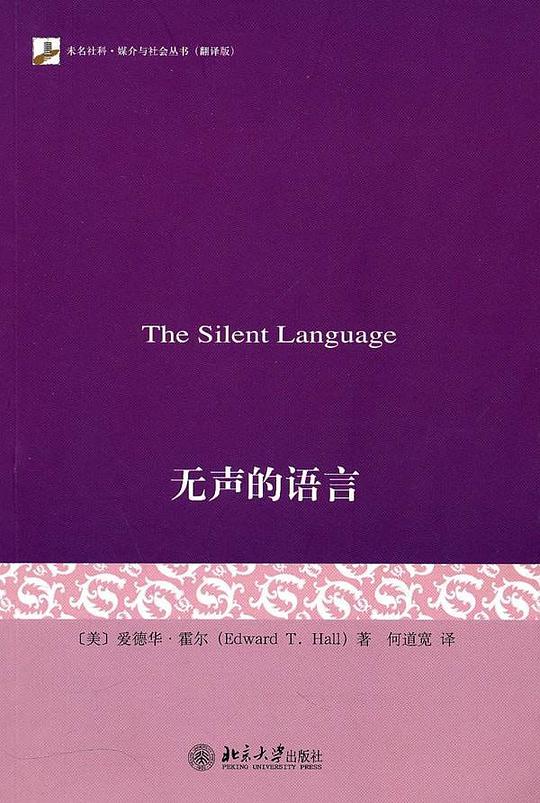 未名社科·媒介与社会丛书（翻译版）
The Silent Language
无声的语言
〔美〕爱德华·霍尔（Edward T. Hall）著 何道宽 译
北京大学出版社
PEKING UNIVERSITY PRESS